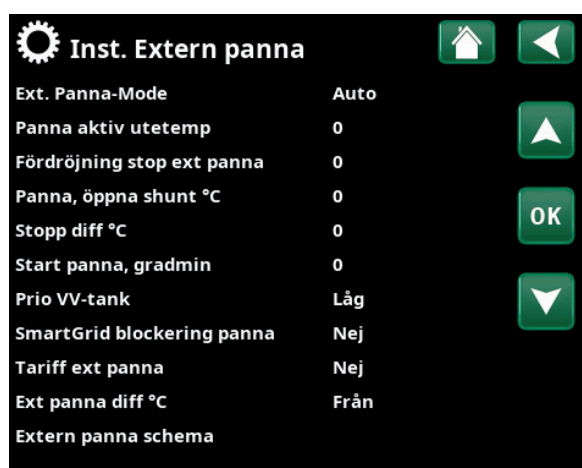 Inst. Extern panna
Ext. Panna-Mode Auto
Panna aktiv utetemp 0
Fördröjning stop ext panna 0
Panna, öppna shunt °C 0
Stopp diff °C 0
Start panna, gradmin 0
Prio VV-tank Låg
SmartGrid blockering panna Nej
Tariff ext panna Nej
Ext panna diff °C Från
Extern panna schema
OK